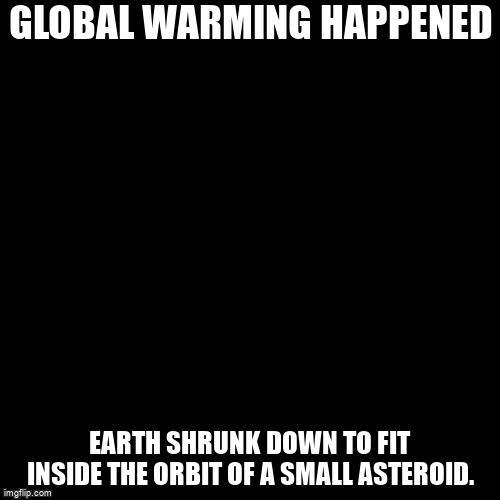 GLOBAL WARMING HAPPENED
EARTH SHRUNK DOWN TO FIT
INSIDE THE ORBIT OF A SMALL ASTEROID.
imgflip.com